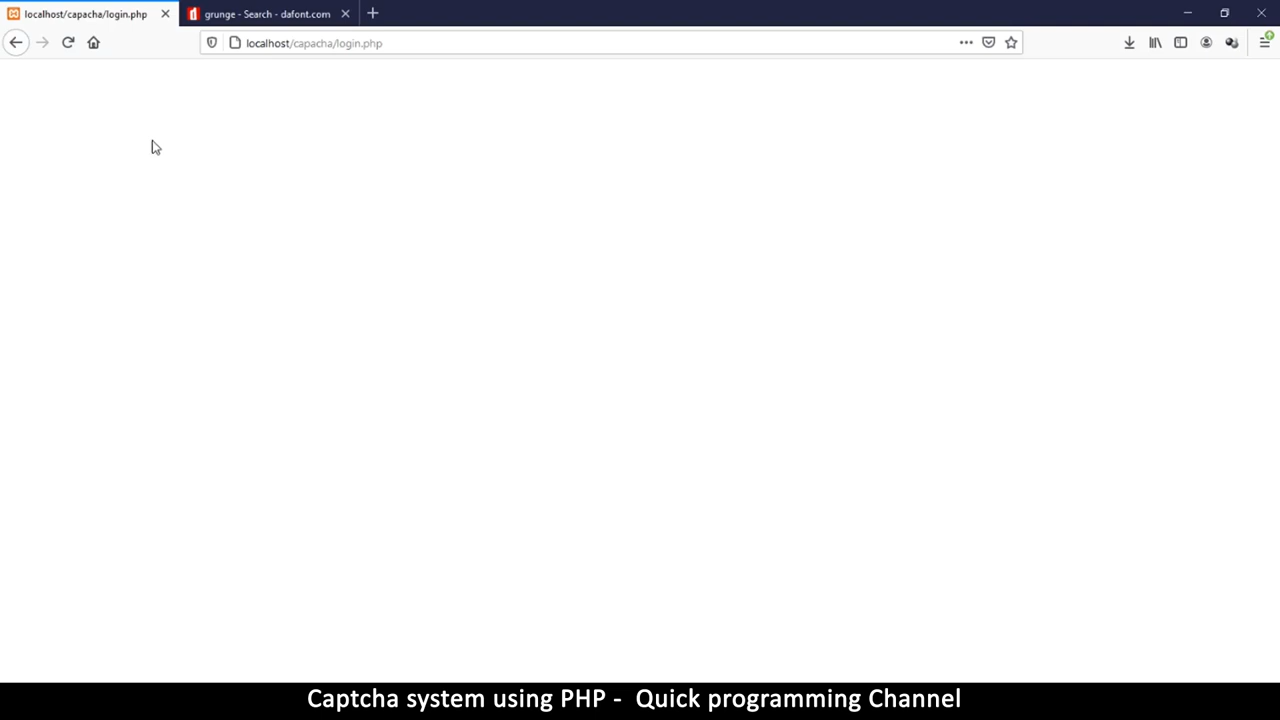 localhost/capacha/login.php
grunge - Search - dafont.com
localhost/capacha/login.php
Captcha system using PHP - Quick programming Channel